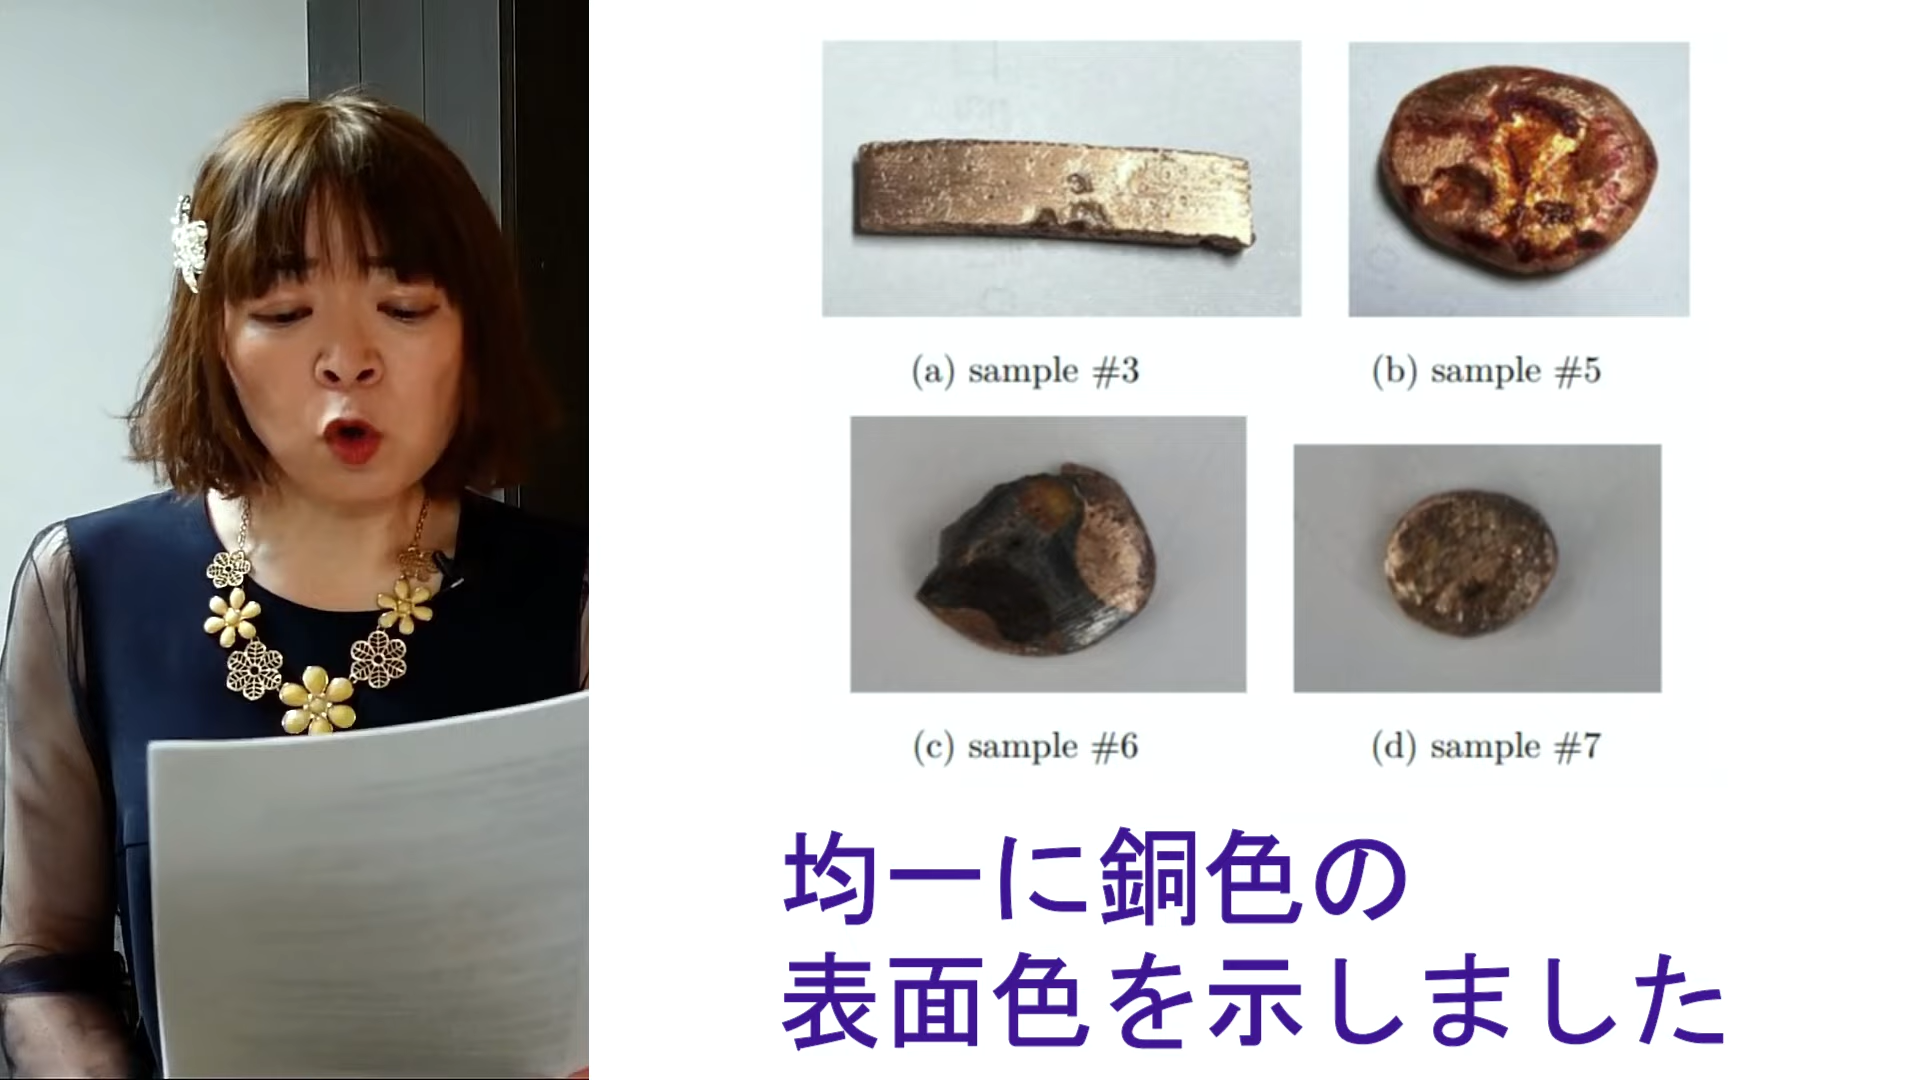 (a) sample #3
(b) sample #5
(c) sample #6
(d) sample #7
均一に銅色の
表面色を示しました